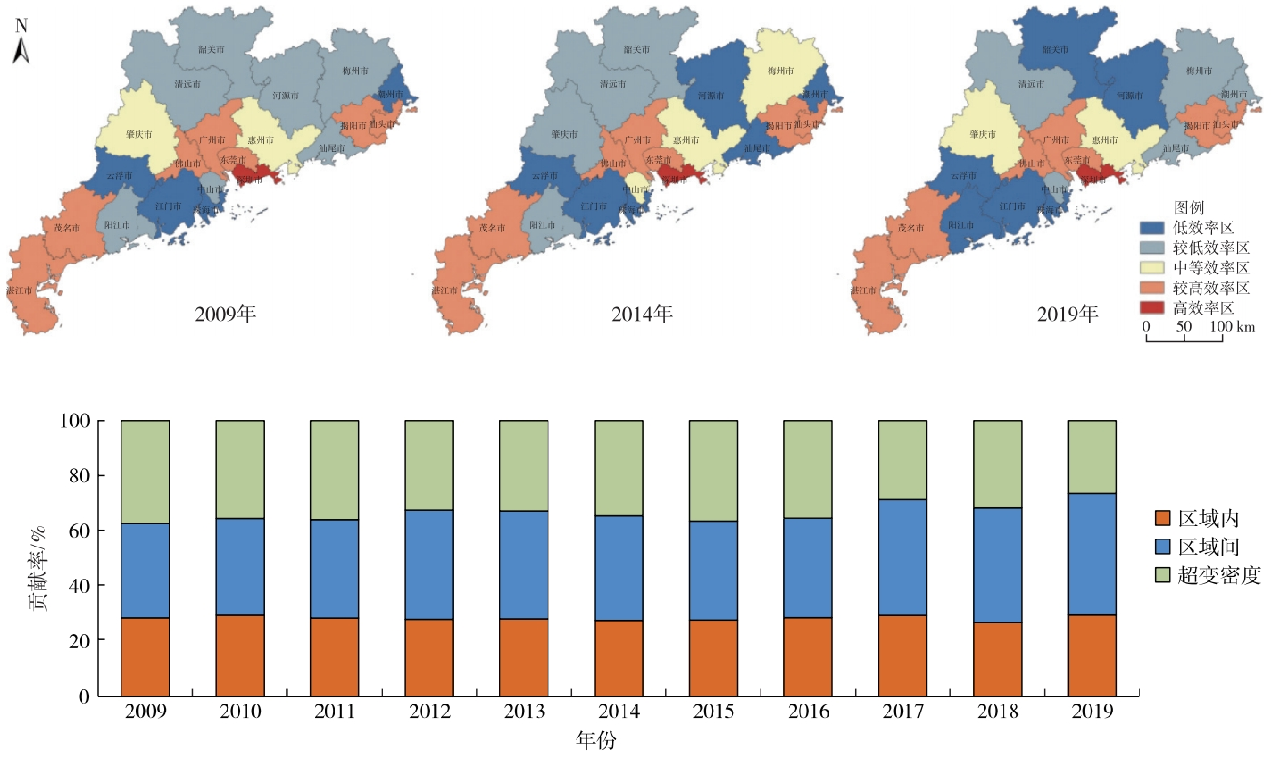 N
韶天市
清远市
河源市
梅州市
潮州市
肇庆市
广州市
惠州市
揭阳市
汕头市
汕尾市
佛山市
东莞市
云浮市
中山市
江门市
珠海市
茂名市
阳江市
湛江市
2009年
韶天市
清远市
河源市
梅州市
潮州市
肇庆市
广州市
惠州市
揭阳市
汕头市
汕尾市
佛山市
东莞市
深圳市
云浮市
中山市
仁门市
珠海市
茂名市
阳江市
湛江市
2014年
韶天市
清远市
河源市
梅州市
潮州市
肇庆市
广州市
惠州市
揭阳市
汕头市
汕尾市
佛山市
东莞市
深圳市
云浮市
中山市
江门市
珠海市
茂名市
阳江市
湛江市
2019年
图例
低效率区
较低效率区
中等效率区
较高效率区
高效率区
0 50 100 km
贡献率/%
100
80
60
40
20
0
2009 2010 2011 2012 2013 2014 2015 2016 2017 2018 2019
年份
区域内
区域问
超变密度